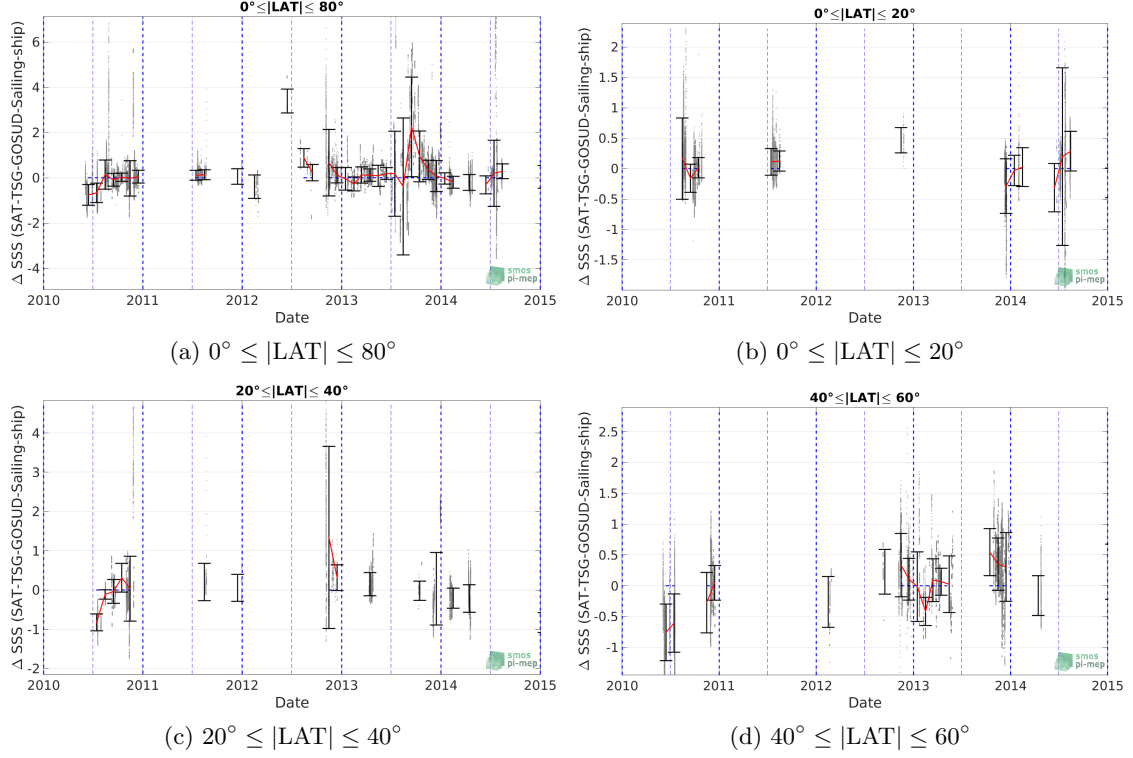 0°≤|LAT|≤ 80°
Δ SSS (SAT-TSG-GOSUD-Sailing-ship)
6
4
2
0
-2
-4
2010 2011 2012 2013 2014 2015
Date
smos
pi-mep
(a) 0° ≤ |LAT| ≤ 80°
0°≤|LAT|≤ 20°
Δ SSS (SAT-TSG-GOSUD-Sailing-ship)
2
1.5
1
0.5
0
-0.5
-1
-1.5
2010 2011 2012 2013 2014 2015
Date
smos
pi-mep
(b) 0° ≤ |LAT| ≤ 20°
20°≤|LAT|≤ 40°
Δ SSS (SAT-TSG-GOSUD-Sailing-ship)
4
3
2
1
0
-1
-2
2010 2011 2012 2013 2014 2015
Date
smos
pi-mep
(c) 20° ≤ |LAT| ≤ 40°
40°≤|LAT|≤ 60°
Δ SSS (SAT-TSG-GOSUD-Sailing-ship)
2.5
2
1.5
1
0.5
0
-0.5
-1
2010 2011 2012 2013 2014 2015
Date
smos
pi-mep
(d) 40° ≤ |LAT| ≤ 60°